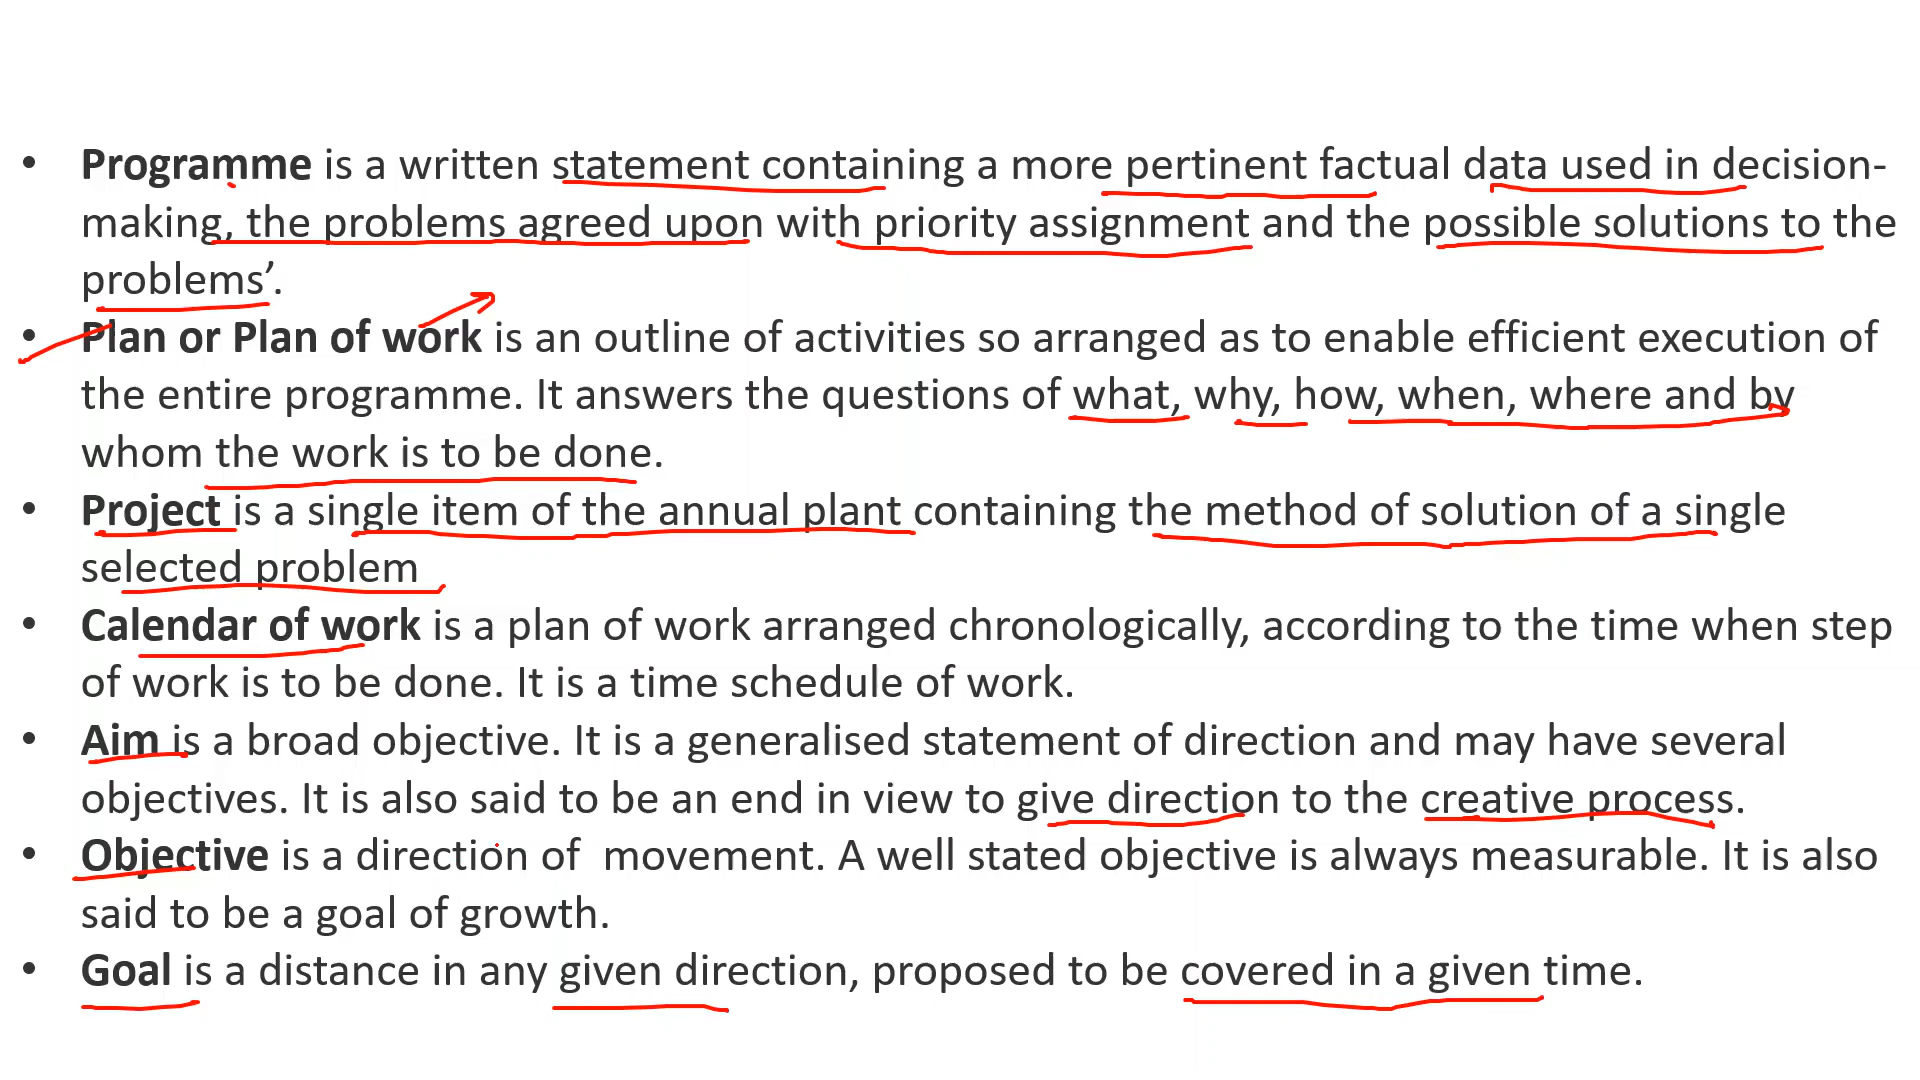 • Programme is a written statement containing a more pertinent factual data used in decision-
making, the problems agreed upon with priority assignment and the possible solutions to the
problems’.
• Plan or Plan of work is an outline of activities so arranged as to enable efficient execution of
the entire programme. It answers the questions of what, why, how, when, where and by
whom the work is to be done.
• Project is a single item of the annual plant containing the method of solution of a single
selected problem
• Calendar of work is a plan of work arranged chronologically, according to the time when step
of work is to be done. It is a time schedule of work.
• Aim is a broad objective. It is a generalised statement of direction and may have several
objectives. It is also said to be an end in view to give direction to the creative process.
• Objective is a direction of  movement. A well stated objective is always measurable. It is also
said to be a goal of growth.
• Goal is a distance in any given direction, proposed to be covered in a given time.